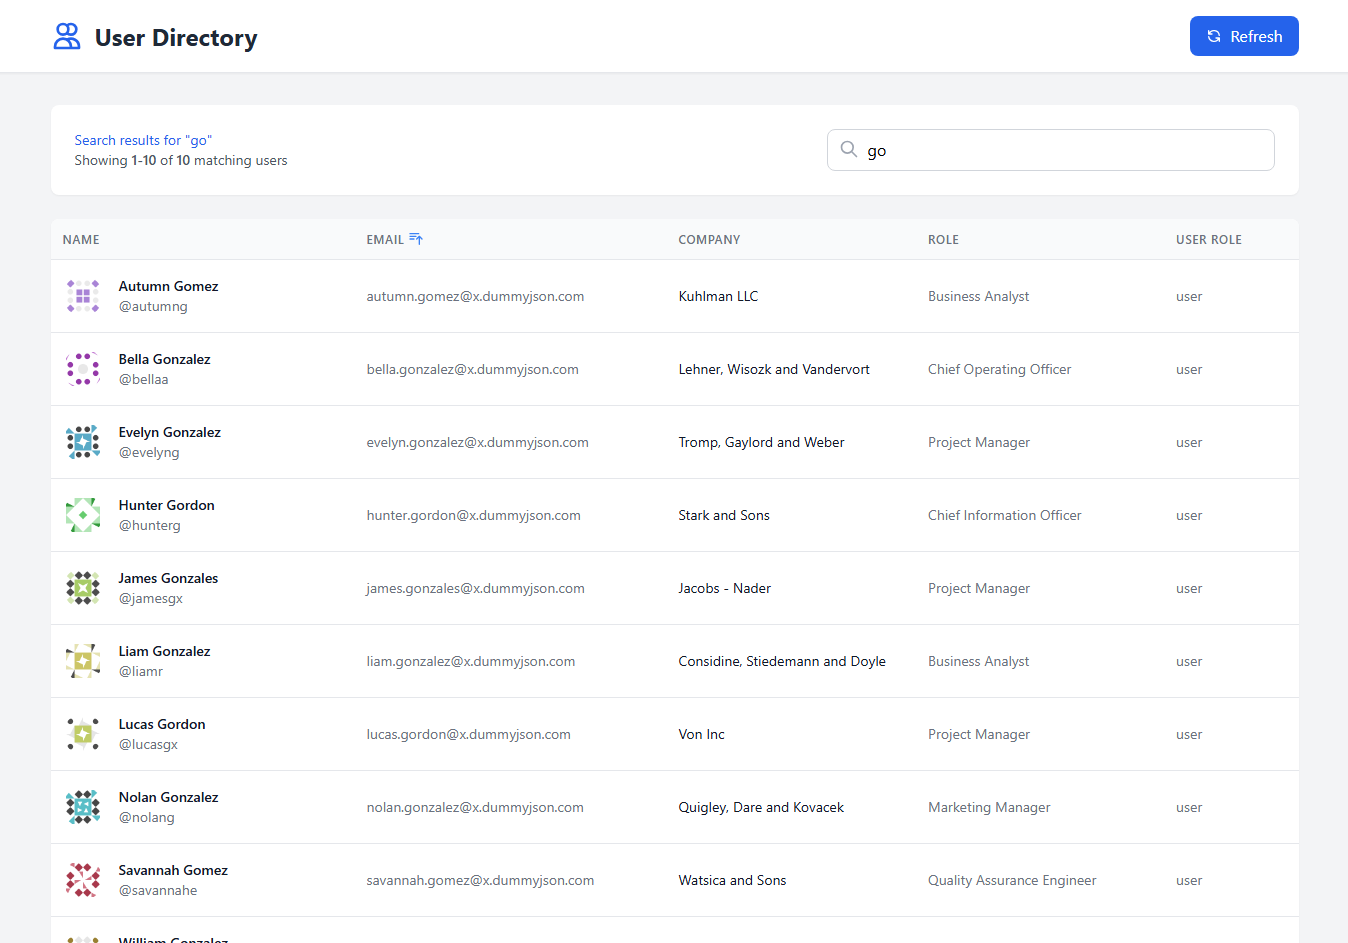 User Directory
Refresh
Search results for "go"
Showing 1-10 of 10 matching users
go
NAME EMAIL COMPANY ROLE USER ROLE
Autumn Gomez
@autumng
autumn.gomez@x.dummyjson.com
Kuhlman LLC
Business Analyst
user
Bella Gonzalez
@bellaa
bella.gonzalez@x.dummyjson.com
Lehner, Wisozk and Vandervort
Chief Operating Officer
user
Evelyn Gonzalez
@evelyng
evelyn.gonzalez@x.dummyjson.com
Tromp, Gaylord and Weber
Project Manager
user
Hunter Gordon
@hunterg
hunter.gordon@x.dummyjson.com
Stark and Sons
Chief Information Officer
user
James Gonzales
@jamesgx
james.gonzales@x.dummyjson.com
Jacobs - Nader
Project Manager
user
Liam Gonzalez
@liamr
liam.gonzalez@x.dummyjson.com
Considine, Stiedemann and Doyle
Business Analyst
user
Lucas Gordon
@lucasgx
lucas.gordon@x.dummyjson.com
Von Inc
Project Manager
user
Nolan Gonzalez
@nolang
nolan.gonzalez@x.dummyjson.com
Quigley, Dare and Kovacek
Marketing Manager
user
Savannah Gomez
@savannahe
savannah.gomez@x.dummyjson.com
Watsica and Sons
Quality Assurance Engineer
user
William Gonzalez